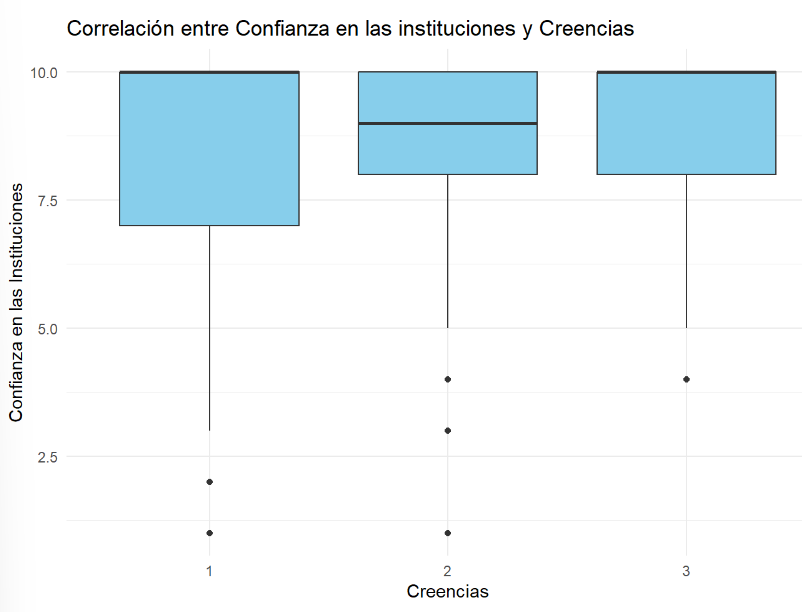 Correlación entre Confianza en las instituciones y Creencias
Confianza en las Instituciones
10.0
7.5
5.0
2.5
1 2 3
Creencias